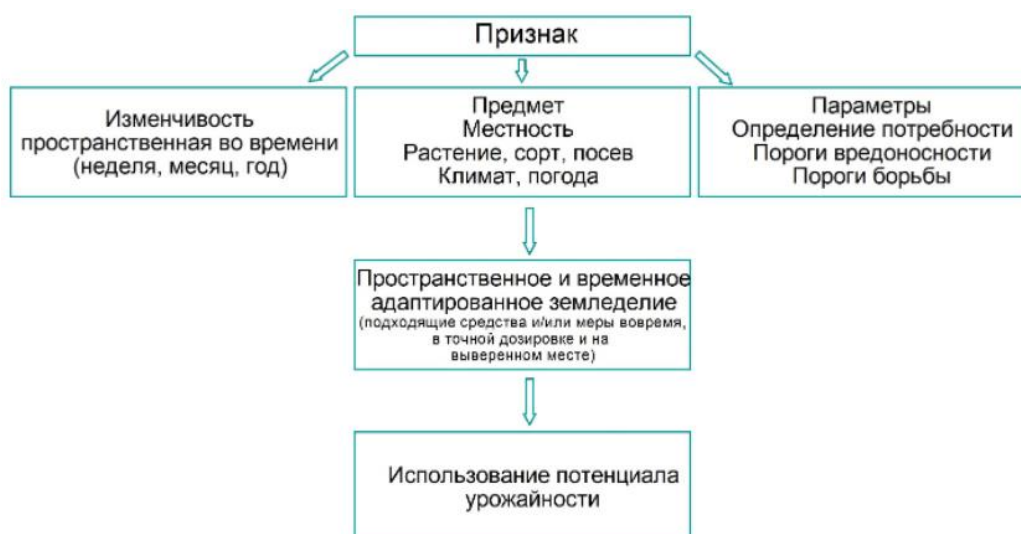 Признак
Изменчивость
пространственная во времени
(неделя, месяц, год)
Предмет
Местность
Растение, сорт, посев
Климат, погода
Параметры
Определение потребности
Пороги вредоносности
Пороги борьбы
Пространственное и временное
адаптированное земледелие
(подходящие средства и/или меры вовремя,
в точной дозировке и на
выверенном месте)
Использование потенциала
урожайности